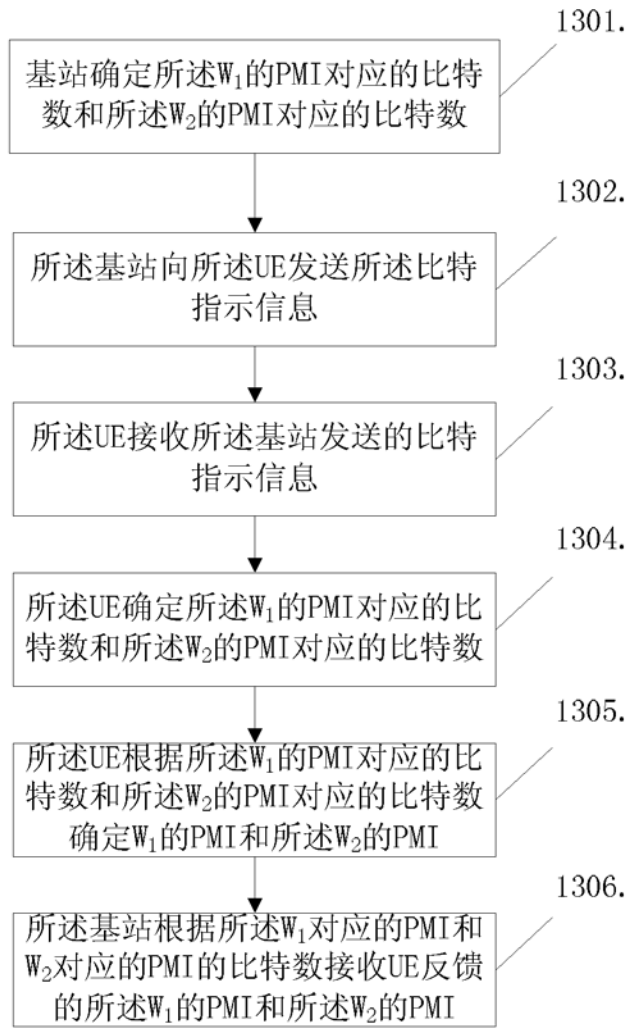 1301.
基站确定所述W₁的PMI对应的比特
数和所述W₂的PMI对应的比特数
1302.
所述基站向所述UE发送所述比特
指示信息
1303.
所述UE接收所述基站发送的比特
指示信息
1304.
所述UE确定所述W₁的PMI对应的比
特数和所述W₂的PMI对应的比特数
1305.
所述UE根据所述W₁的PMI对应的比
特数和所述W₂的PMI对应的比特数
确定W₁的PMI和所述W₂的PMI
1306.
所述基站根据所述W₁对应的PMI和
W₂对应的PMI的比特数接收UE反馈
的所述W₁的PMI和所述W₂的PMI